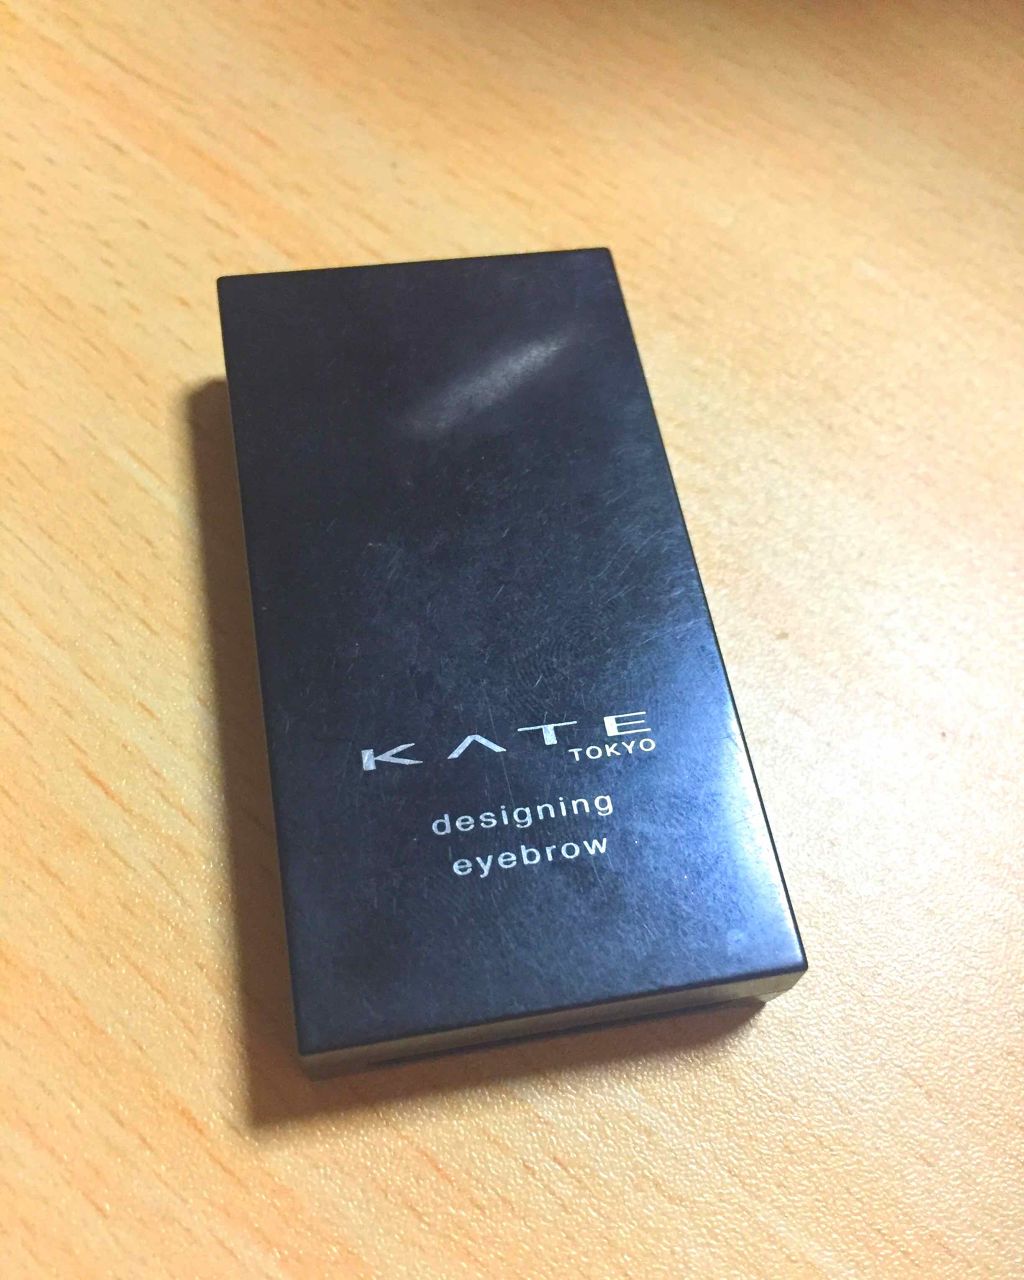 KATE
TOKYO
designing
eyebrow